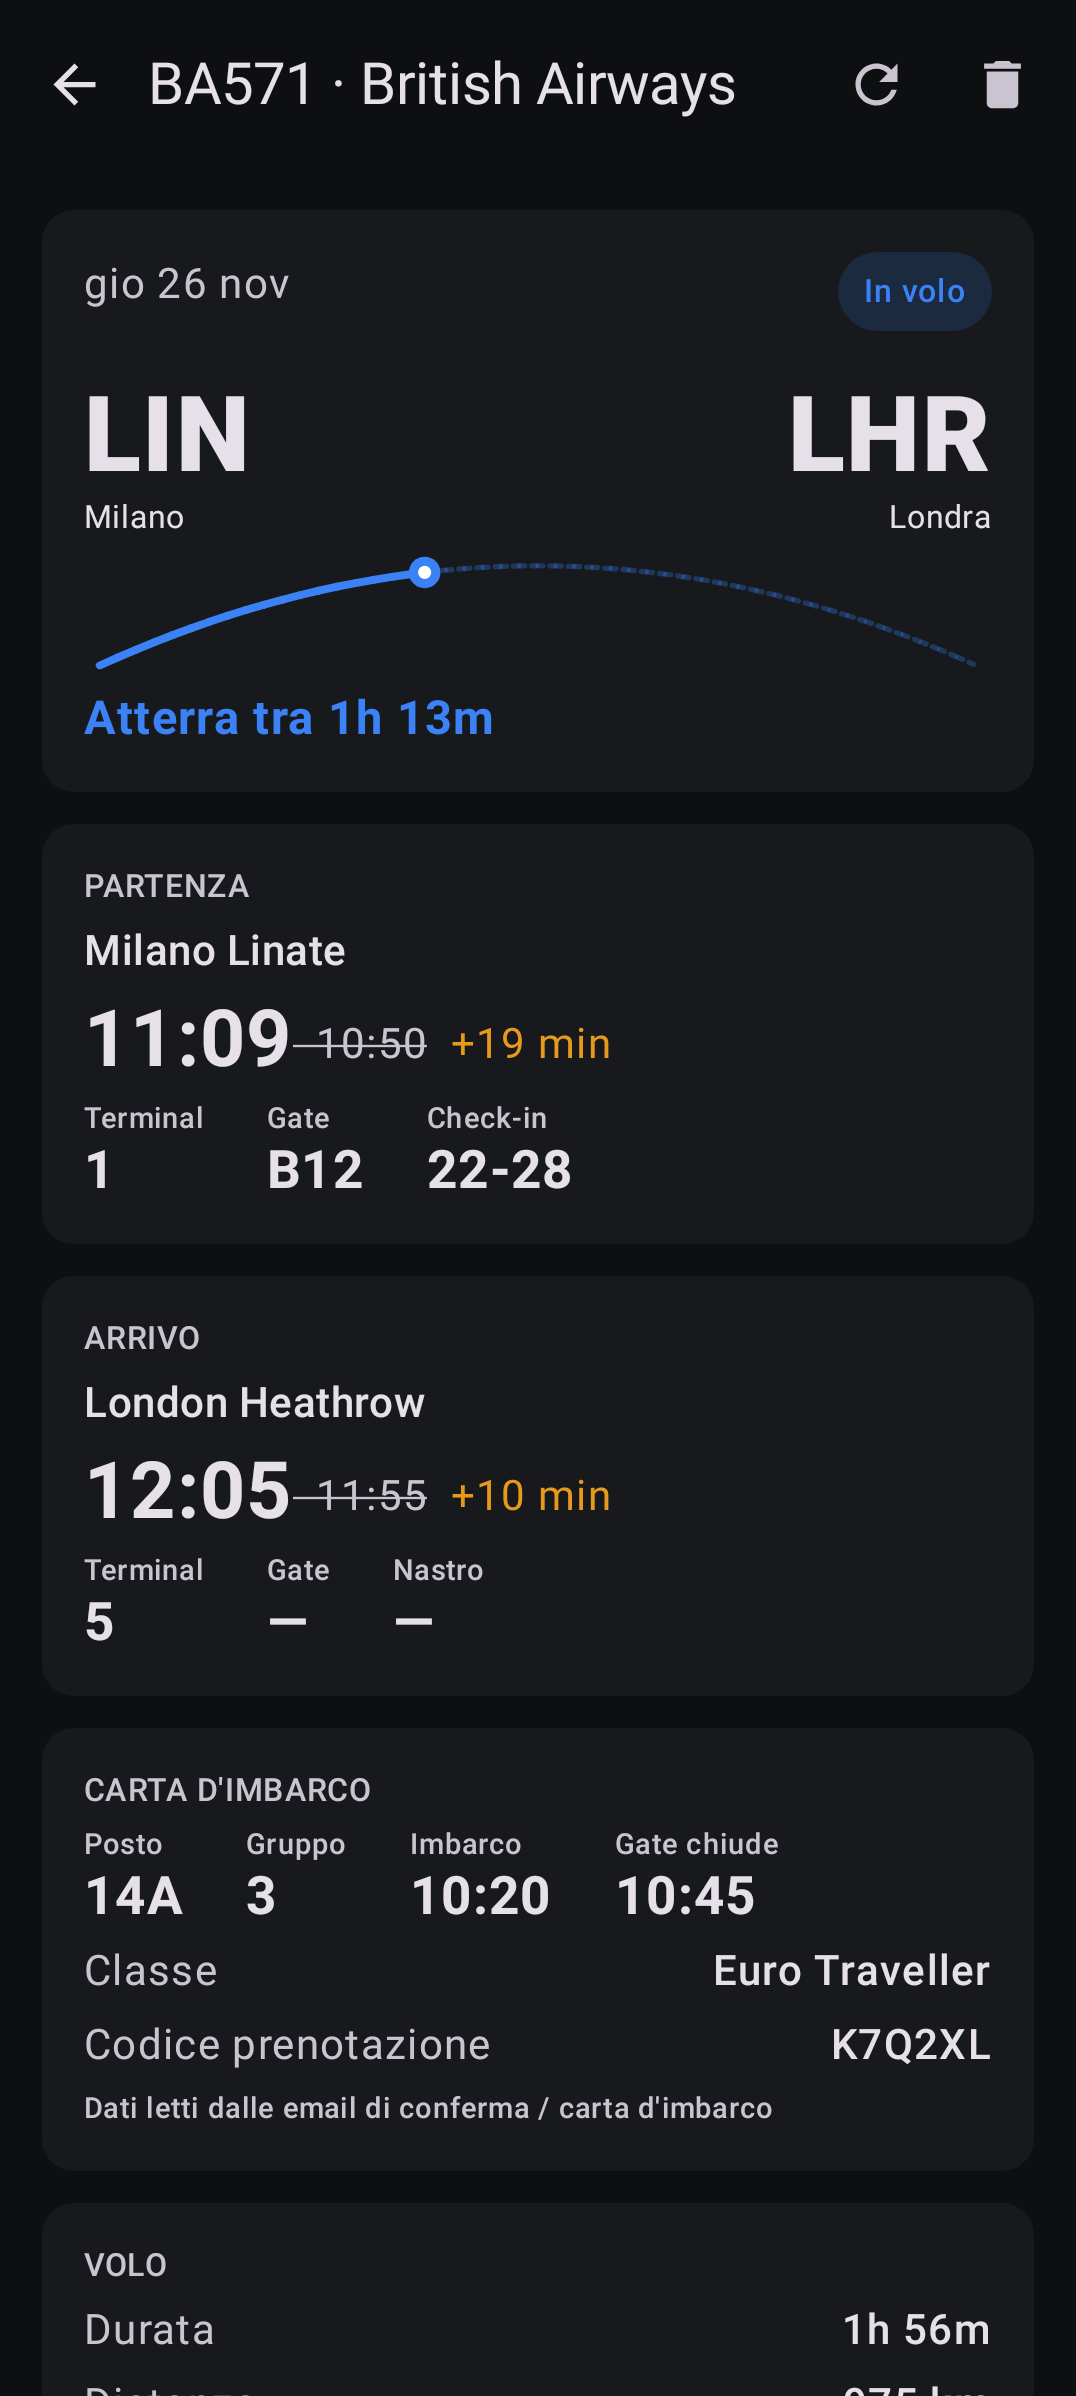 BA571 · British Airways
gio 26 nov
In volo
LIN
LHR
Milano
Londra
Atterra tra 1h 13m
PARTENZA
Milano Linate
11:09 10:50 +19 min
Terminal Gate Check-in
1 B12 22-28
ARRIVO
London Heathrow
12:05 11:55 +10 min
Terminal Gate Nastro
5 — —
CARTA D'IMBARCO
Posto Gruppo Imbarco Gate chiude
14A 3 10:20 10:45
Classe Euro Traveller
Codice prenotazione K7Q2XL
Dati letti dalle email di conferma / carta d'imbarco
VOLO
Durata 1h 56m